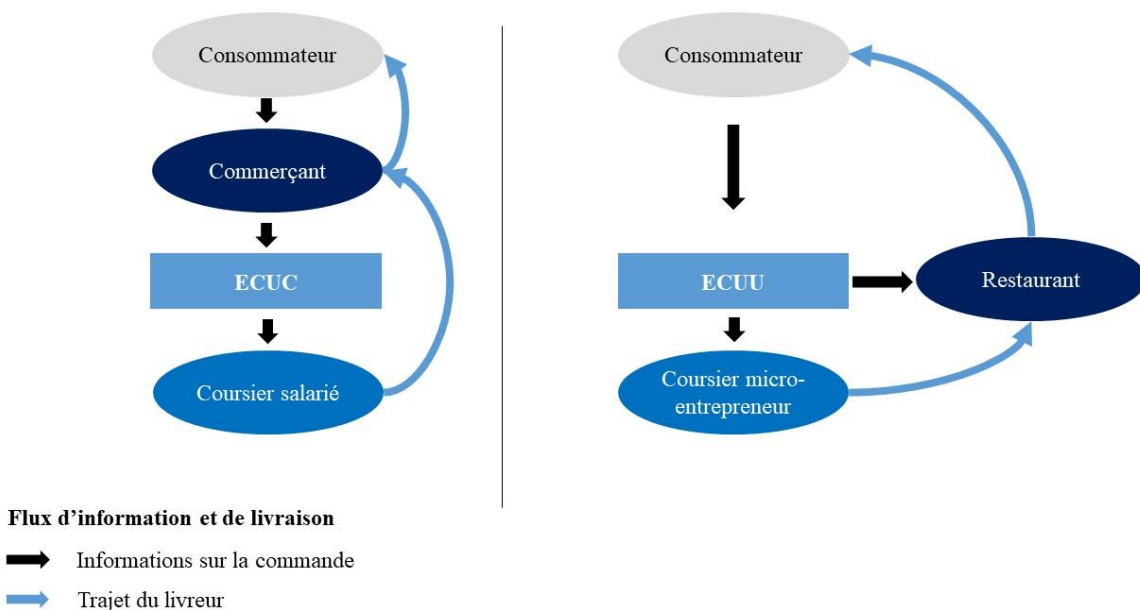 Consommateur
Commerçant
ECUC
Coursier salarié
Consommateur
ECUU
Restaurant
Coursier micro-
entrepreneur
Flux d’information et de livraison
Informations sur la commande
Trajet du livreur